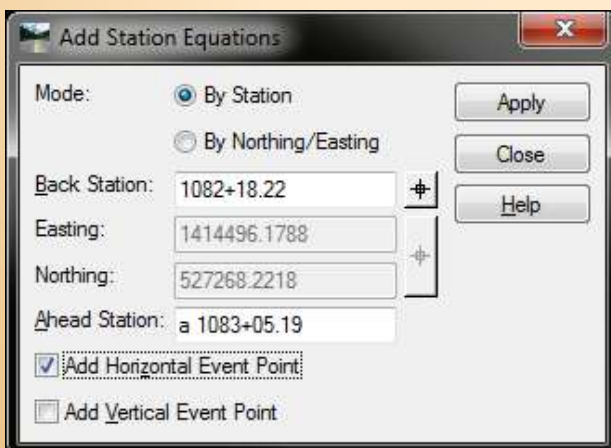 Add Station Equations
Mode: By Station
By Northing/Easting
Apply
Close
Help
Back Station: 1082+18.22
Easting: 1414496.1788
Northing: 527268.2218
Ahead Station: a 1083+05.19
Add Horizontal Event Point
Add Vertical Event Point